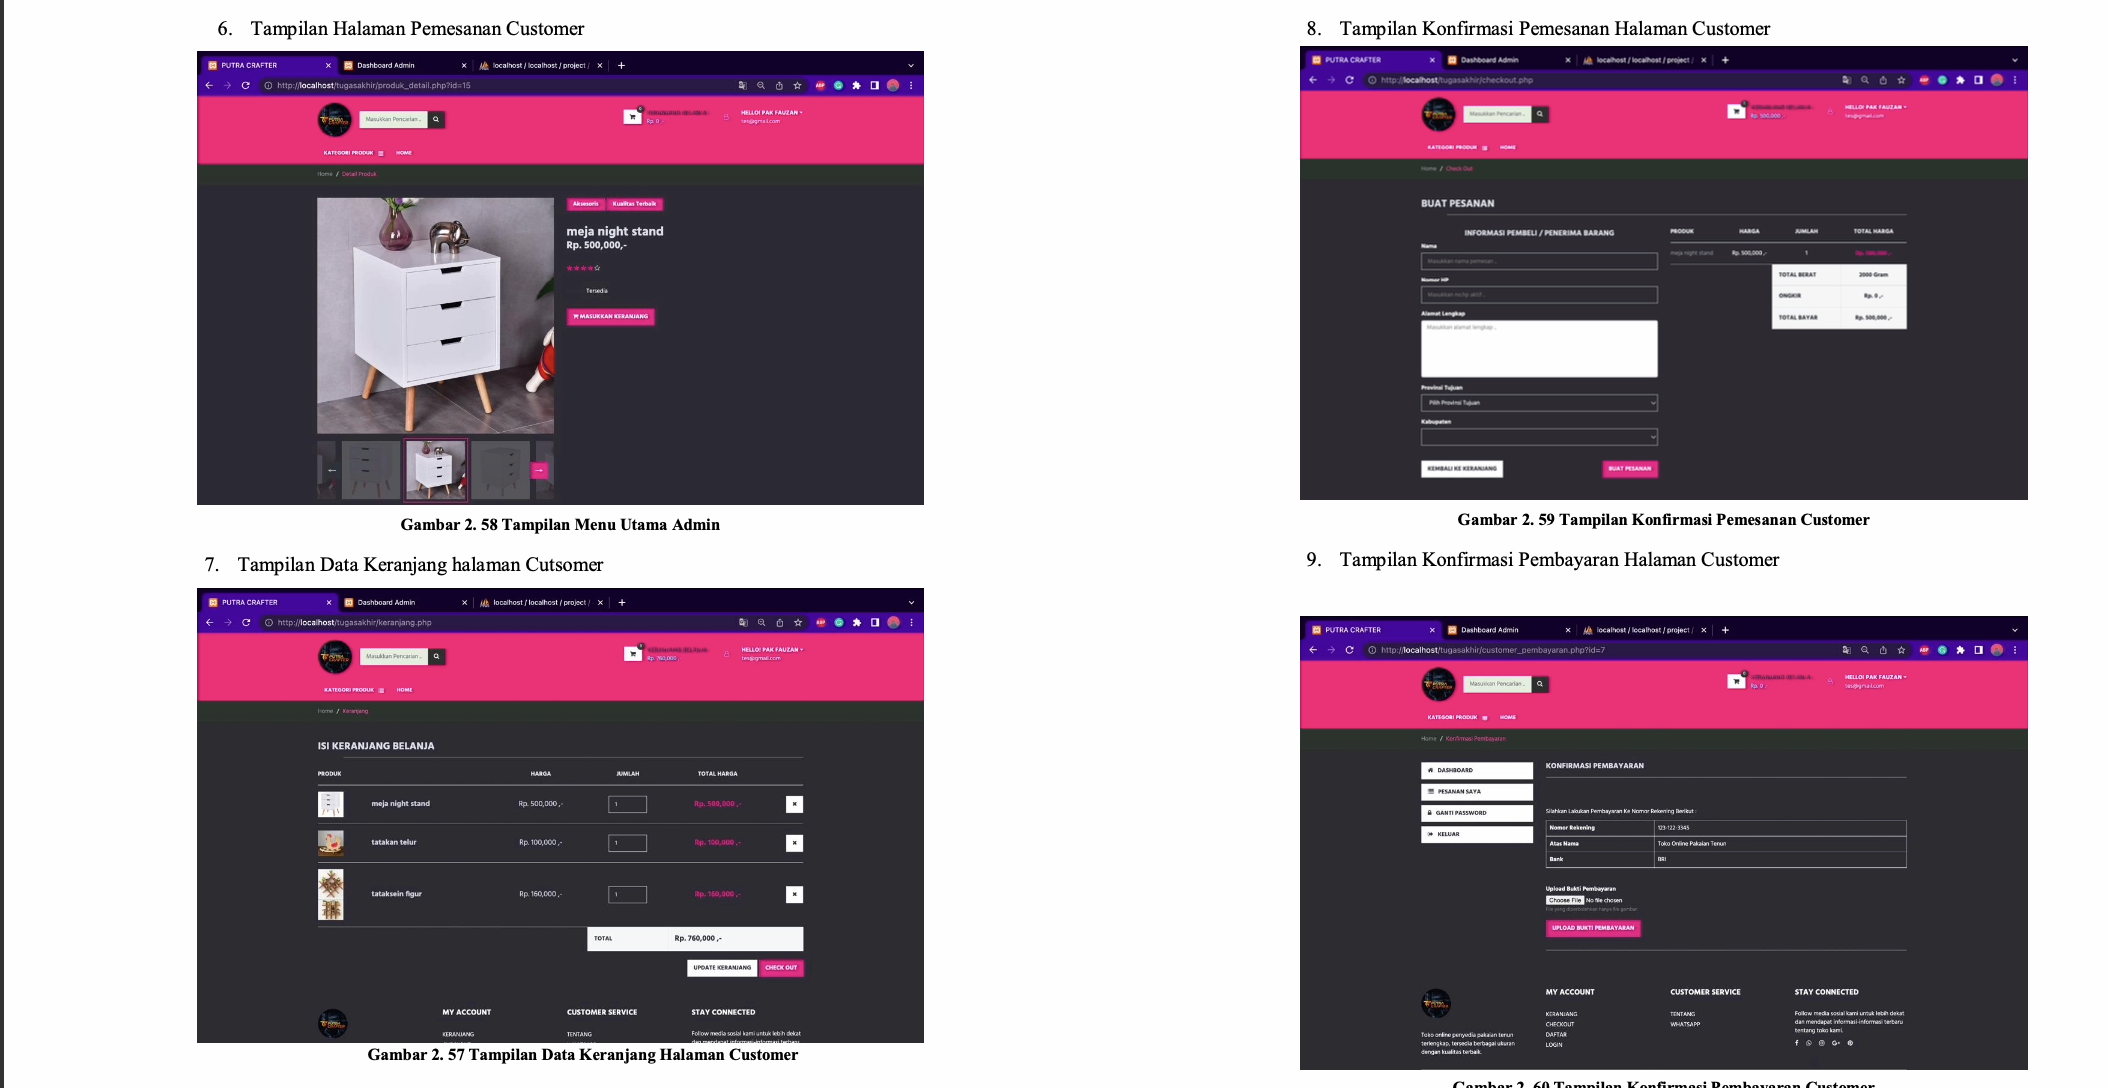 6. Tampilan Halaman Pemesanan Customer
PUTRA CRAFTER
Dashboard Admin
localhost / localhost / project /
http://localhost/tugasakhir/produk_detail.php?id=15
Masukkan Pencarian...
0
Rp. 0 ,-
HELLO! PAK FAUZAN
tes@gmail.com
KATEGORI PRODUK
HOME
Home / Detail Produk
Aksesoris
Kualitas Terbaik
meja night stand
Rp. 500,000,-
Tersedia
MASUKKAN KERANJANG
Gambar 2. 58 Tampilan Menu Utama Admin
7. Tampilan Data Keranjang halaman Cutsomer
PUTRA CRAFTER
Dashboard Admin
localhost / localhost / project /
http://localhost/tugasakhir/keranjang.php
Masukkan Pencarian...
Rp. 760,000 ,-
HELLO! PAK FAUZAN
tes@gmail.com
KATEGORI PRODUK
HOME
Home / Keranjang
ISI KERANJANG BELANJA
PRODUK HARGA JUMLAH TOTAL HARGA
meja night stand Rp. 500,000 ,- 1 Rp. 500,000 ,-
tatakan telur Rp. 100,000 ,- 1 Rp. 100,000 ,-
tataksein figur Rp. 160,000 ,- 1 Rp. 160,000 ,-
TOTAL Rp. 760,000 ,-
UPDATE KERANJANG
CHECK OUT
MY ACCOUNT
KERANJANG
CUSTOMER SERVICE
TENTANG
STAY CONNECTED
Follow media sosial kami untuk lebih dekat
dan mendapat informasi-informasi terbaru
Gambar 2. 57 Tampilan Data Keranjang Halaman Customer
8. Tampilan Konfirmasi Pemesanan Halaman Customer
PUTRA CRAFTER
Dashboard Admin
localhost / localhost / project /
http://localhost/tugasakhir/checkout.php
Masukkan Pencarian...
Rp. 500,000 ,-
HELLO! PAK FAUZAN
tes@gmail.com
KATEGORI PRODUK
HOME
Home / Check Out
BUAT PESANAN
INFORMASI PEMBELI / PENERIMA BARANG
Nama
Masukkan nama pemesan...
Nomor HP
Masukkan no.hp aktif...
Alamat Lengkap
Masukkan alamat lengkap...
Provinsi Tujuan
Pilih Provinsi Tujuan
Kabupaten
KEMBALI KE KERANJANG
BUAT PESANAN
PRODUK HARGA JUMLAH TOTAL HARGA
meja night stand Rp. 500,000 ,- 1 Rp. 500,000 ,-
TOTAL BERAT 2000 Gram
ONGKIR Rp. 0 ,-
TOTAL BAYAR Rp. 500,000 ,-
Gambar 2. 59 Tampilan Konfirmasi Pemesanan Customer
9. Tampilan Konfirmasi Pembayaran Halaman Customer
PUTRA CRAFTER
Dashboard Admin
localhost / localhost / project /
http://localhost/tugasakhir/customer_pembayaran.php?id=7
Masukkan Pencarian...
Rp. 0 ,-
HELLO! PAK FAUZAN
tes@gmail.com
KATEGORI PRODUK
HOME
Home / Konfirmasi Pembayaran
DASHBOARD
PESANAN SAYA
GANTI PASSWORD
KELUAR
KONFIRMASI PEMBAYARAN
Silahkan Lakukan Pembayaran Ke Nomor Rekening Berikut :
Nomor Rekening 123-122-3345
Atas Nama Toko Online Pakaian Tenun
Bank BRI
Upload Bukti Pembayaran
Choose File No file chosen
UPLOAD BUKTI PEMBAYARAN
Toko online penyedia pakaian tenun
terlengkap, tersedia berbagai ukuran
dengan kualitas terbaik.
MY ACCOUNT
KERANJANG
CHECKOUT
DAFTAR
LOGIN
CUSTOMER SERVICE
TENTANG
WHATSAPP
STAY CONNECTED
Follow media sosial kami untuk lebih dekat
dan mendapat informasi-informasi terbaru
tentang toko kami.
Gambar 2. 60 Tampilan Konfirmasi Pembayaran Customer